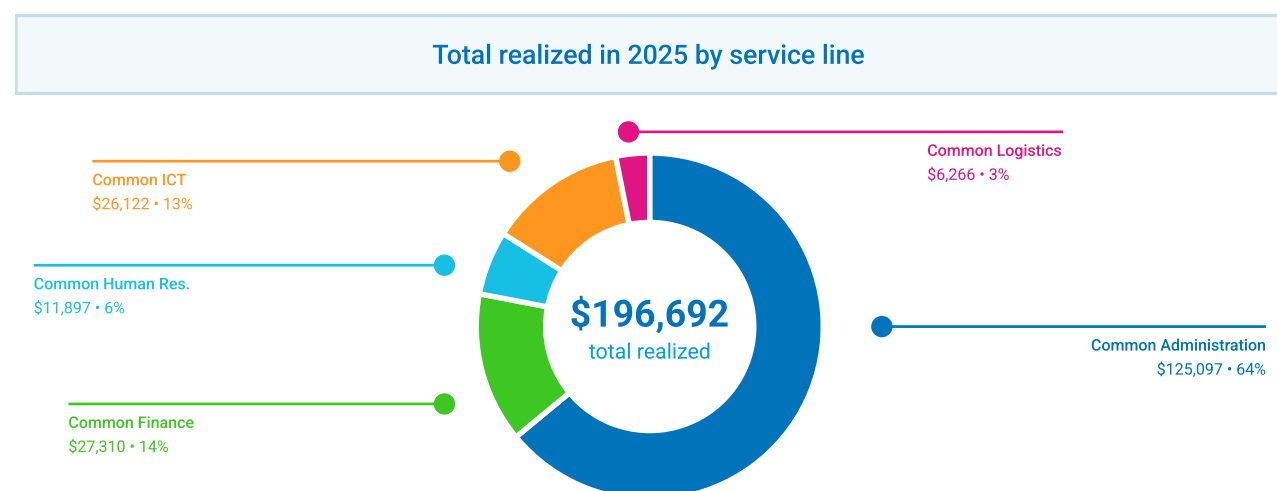 Total realized in 2025 by service line
Common Logistics
$6,266 • 3%
Common ICT
$26,122 • 13%
Common Human Res.
$11,897 • 6%
$196,692
total realized
Common Administration
$125,097 • 64%
Common Finance
$27,310 • 14%